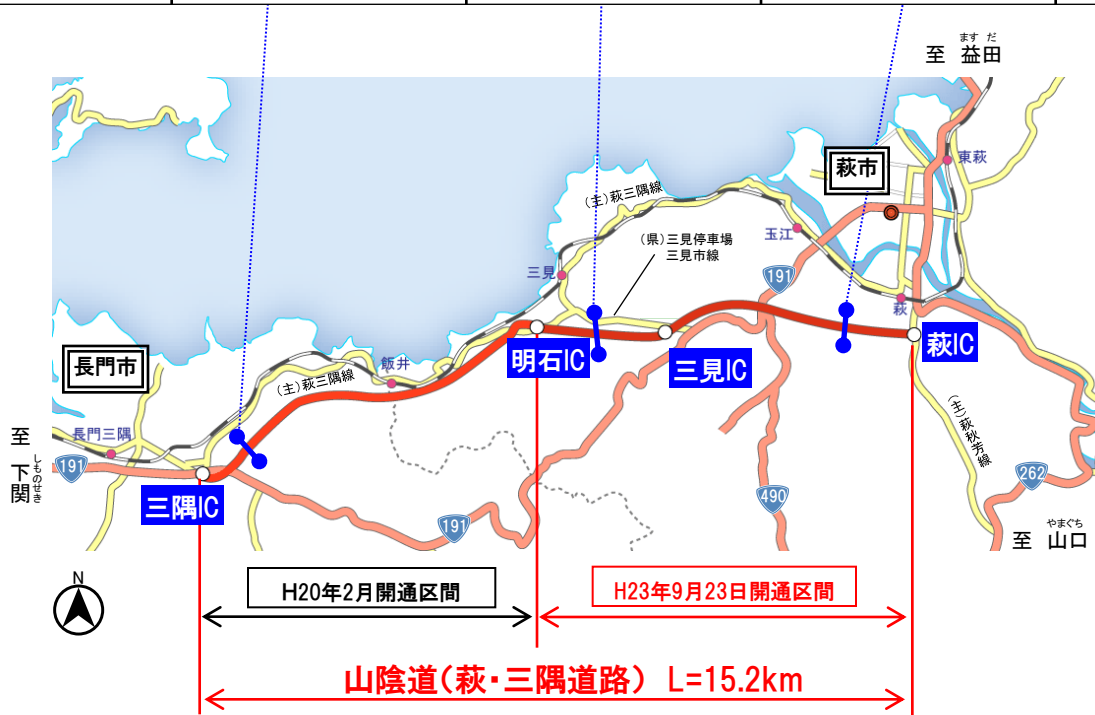 ます だ
至 益田
萩市
東萩
(主)萩三隅線
玉江
(県)三見停車場
三見市線
三見
191
萩
萩IC
明石IC
三見IC
長門市
飯井
(主)萩三隅線
(主)萩秋芳線
至
下関
しものせき
長門三隅
191
262
490
三隅IC
191
やまぐち
至 山口
N
H20年2月開通区間
H23年9月23日開通区間
山陰道(萩・三隅道路) L=15.2km